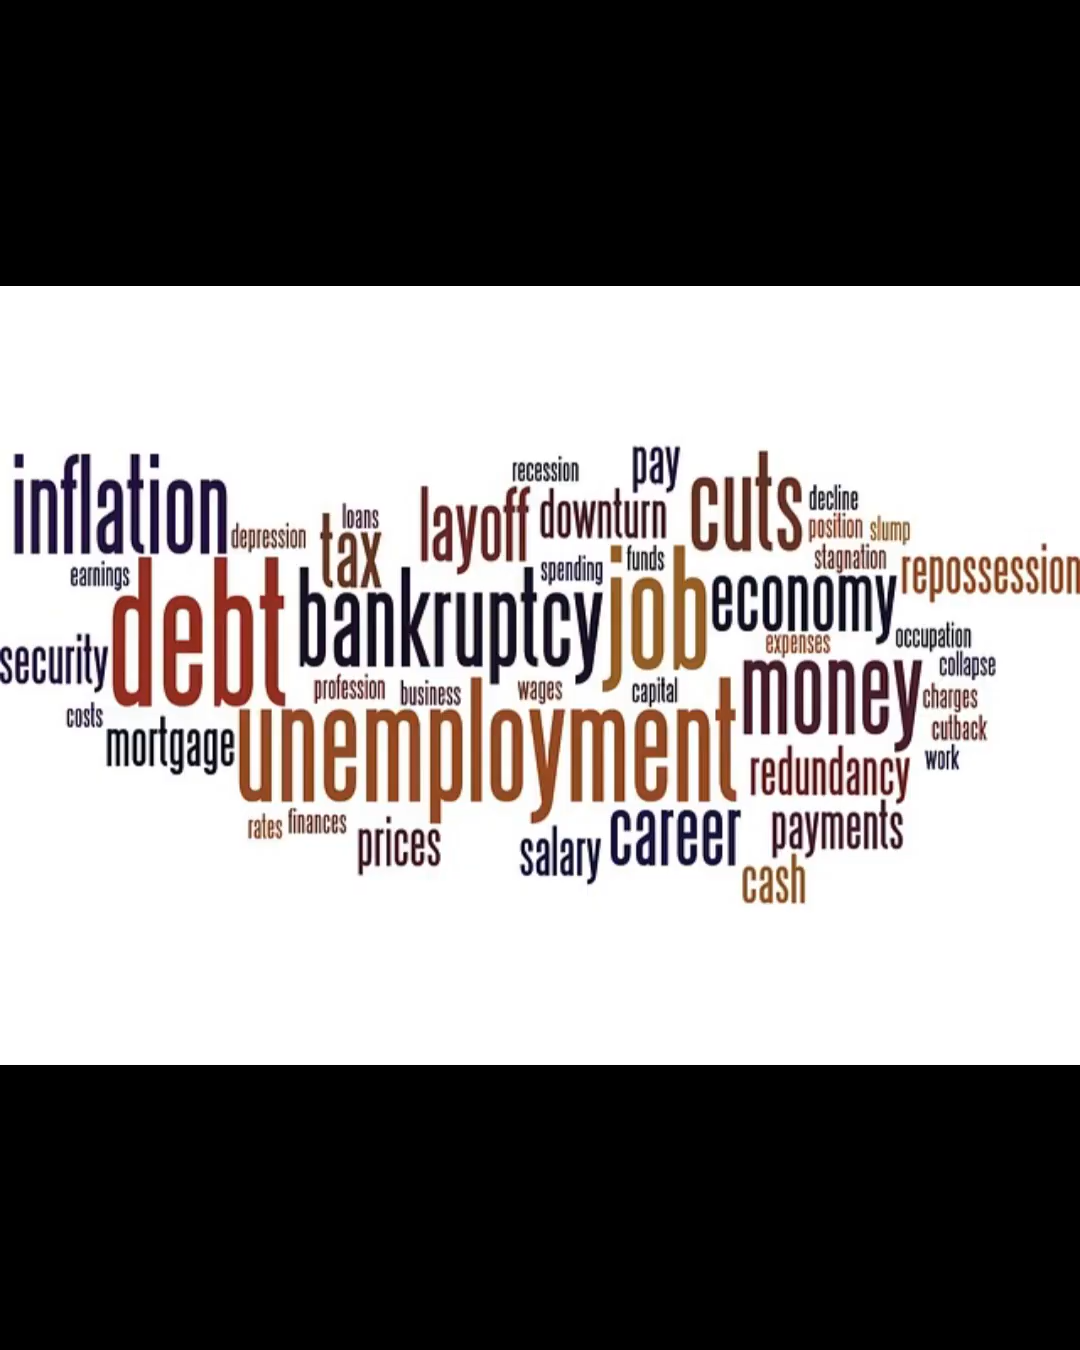 inflation
depression
loans
tax
layoff
recession
downturn
pay
cuts
decline
position
slump
stagnation
repossession
earnings
debt
bankruptcy
spending
funds
job
economy
expenses
occupation
collapse
security
costs
mortgage
profession
business
wages
capital
unemployment
money
charges
cutback
work
redundancy
rates
finances
prices
salary
career
payments
cash